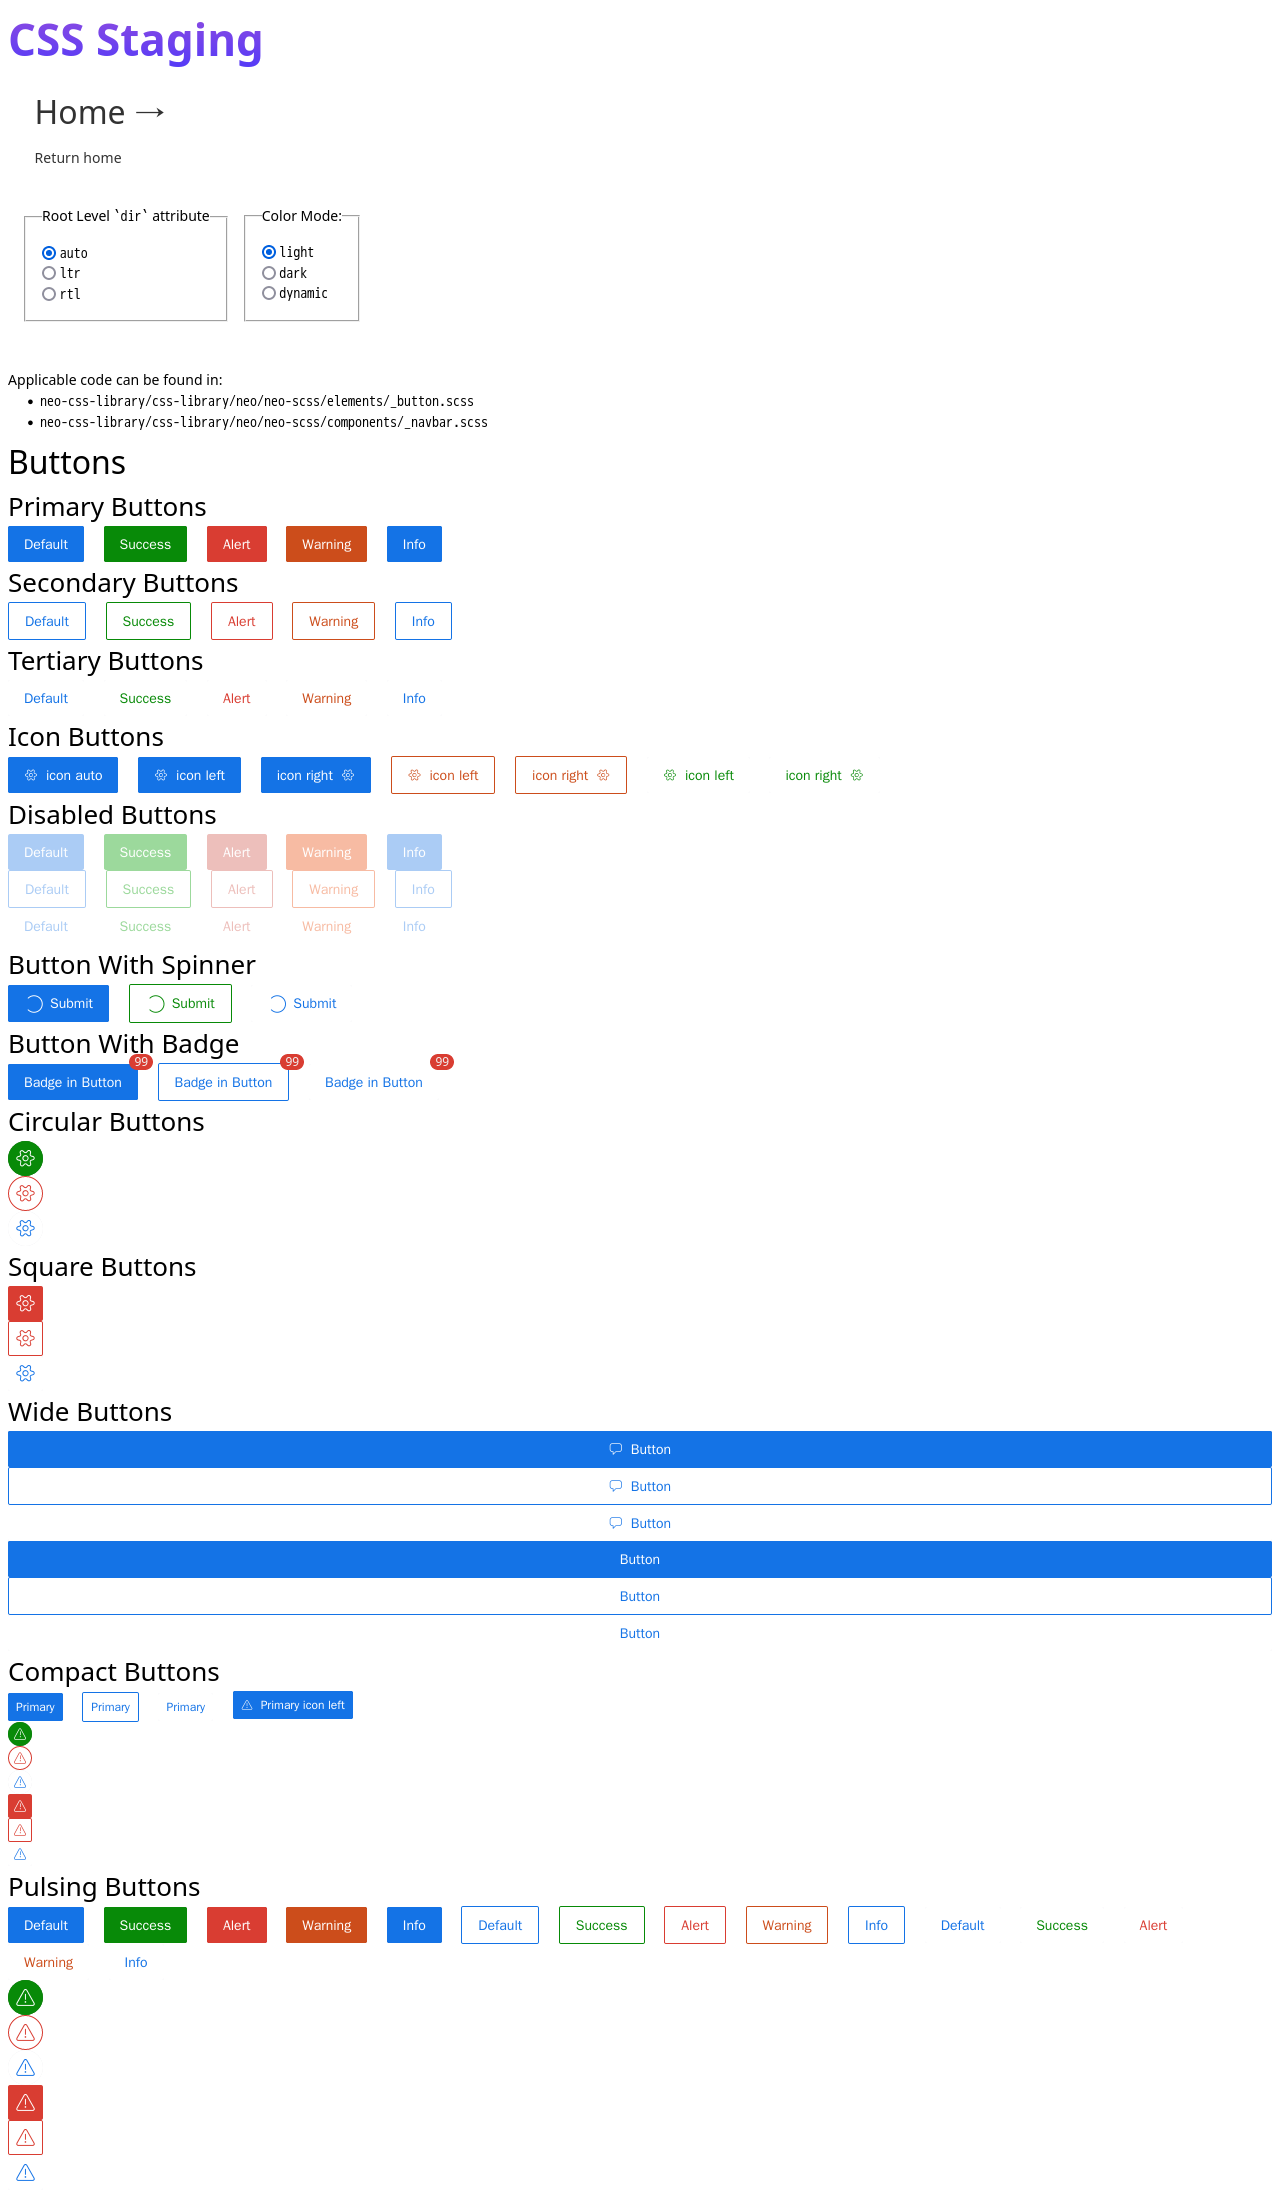 CSS Staging
Home →
Return home
Root Level `dir` attribute
auto
ltr
rtl
Color Mode:
light
dark
dynamic
Applicable code can be found in:
• neo-css-library/css-library/neo/neo-scss/elements/_button.scss
• neo-css-library/css-library/neo/neo-scss/components/_navbar.scss
Buttons
Primary Buttons
Default Success Alert Warning Info
Secondary Buttons
Default Success Alert Warning Info
Tertiary Buttons
Default Success Alert Warning Info
Icon Buttons
icon auto icon left icon right icon left icon right icon left icon right
Disabled Buttons
Default Success Alert Warning Info
Default Success Alert Warning Info
Default Success Alert Warning Info
Button With Spinner
Submit Submit Submit
Button With Badge
99 99 99
Badge in Button Badge in Button Badge in Button
Circular Buttons
Square Buttons
Wide Buttons
Button
Button
Button
Button
Button
Button
Compact Buttons
Primary Primary Primary Primary icon left
Pulsing Buttons
Default Success Alert Warning Info Default Success Alert Warning Info Default Success Alert
Warning Info